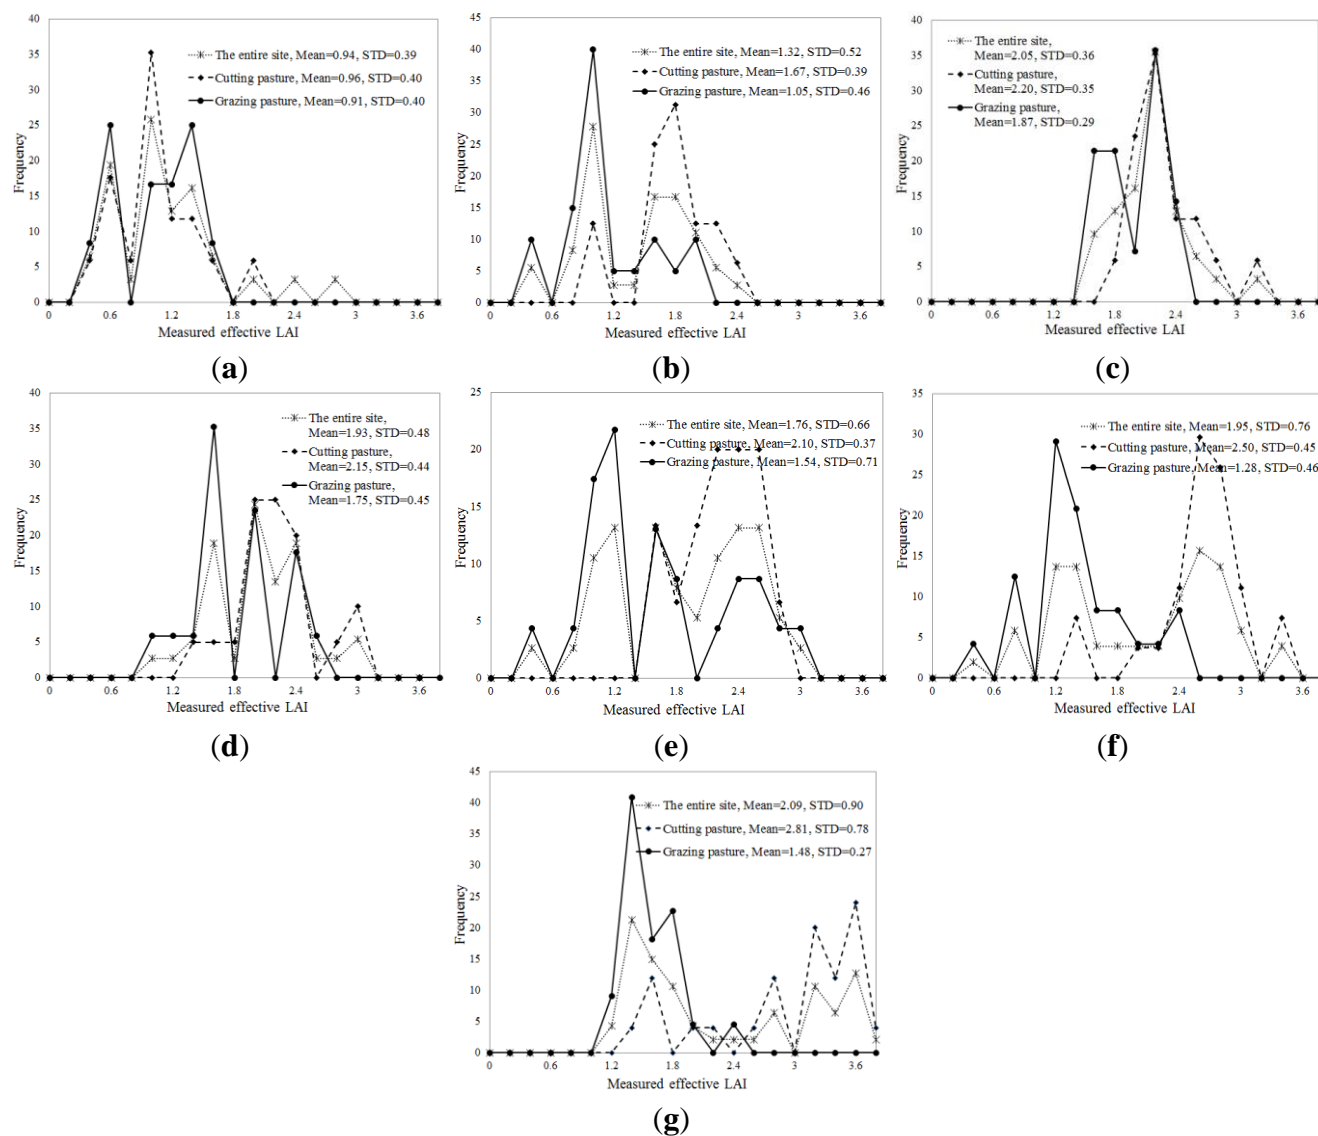 40
35
30
25
20
15
10
5
0
Frequency
The entire site, Mean=0.94, STD=0.39
Cutting pasture, Mean=0.96, STD=0.40
Grazing pasture, Mean=0.91, STD=0.40
0 0.6 1.2 1.8 2.4 3 3.6
Measured effective LAI
(a)
45
40
35
30
25
20
15
10
5
0
Frequency
The entire site, Mean=1.32, STD=0.52
Cutting pasture, Mean=1.67, STD=0.39
Grazing pasture, Mean=1.05, STD=0.46
0 0.6 1.2 1.8 2.4 3 3.6
Measured effective LAI
(b)
40
35
30
25
20
15
10
5
0
Frequency
The entire site,
Mean=2.05, STD=0.36
Cutting pasture,
Mean=2.20, STD=0.35
Grazing pasture,
Mean=1.87, STD=0.29
0 0.6 1.2 1.8 2.4 3 3.6
Measured effective LAI
(c)
40
35
30
25
20
15
10
5
0
Frequency
The entire site,
Mean=1.93, STD=0.48
Cutting pasture,
Mean=2.15, STD=0.44
Grazing pasture,
Mean=1.75, STD=0.45
0 0.6 1.2 1.8 2.4 3 3.6
Measured effective LAI
(d)
25
20
15
10
5
0
Frequency
The entire site, Mean=1.76, STD=0.66
Cutting pasture, Mean=2.10, STD=0.37
Grazing pasture, Mean=1.54, STD=0.71
0 0.6 1.2 1.8 2.4 3 3.6
Measured effective LAI
(e)
35
30
25
20
15
10
5
0
Frequency
The entire site, Mean=1.95, STD=0.76
Cutting pasture, Mean=2.50, STD=0.45
Grazing pasture, Mean=1.28, STD=0.46
0 0.6 1.2 1.8 2.4 3 3.6
Measured effective LAI
(f)
45
40
35
30
25
20
15
10
5
0
Frequency
The entire site, Mean=2.09, STD=0.90
Cutting pasture, Mean=2.81, STD=0.78
Grazing pasture, Mean=1.48, STD=0.27
0 0.6 1.2 1.8 2.4 3 3.6
Measured effective LAI
(g)